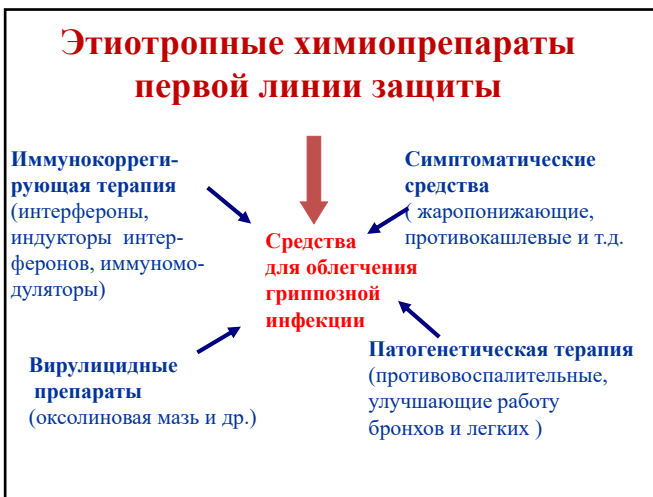 Этиотропные химиопрепараты
первой линии защиты
Иммунокорреги-
рующая терапия
(интерфероны,
индукторы интер-
феронов, иммуномо-
дуляторы)
Симптоматические
средства
( жаропонижающие,
противокашлевые и т.д.
Средства
для облегчения
гриппозной
инфекции
Вирулицидные
препараты
(оксолиновая мазь и др.)
Патогенетическая терапия
(противовоспалительные,
улучшающие работу
бронхов и легких )